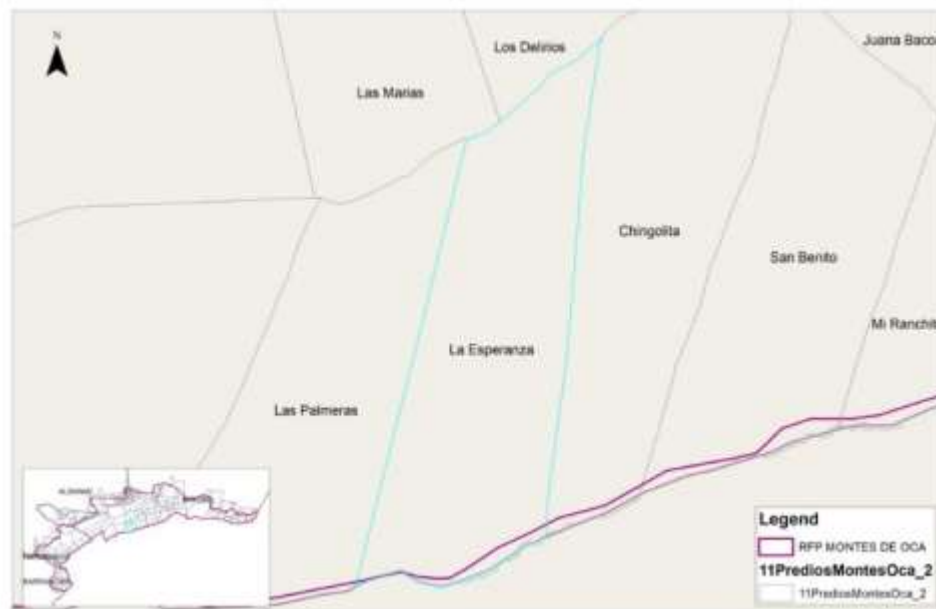 N
Los Delirios
Juana Baco
Las Marias
Chingolita
San Benito
Mi Ranchit
La Esperanza
Las Palmeras
Legend
RFP MONTES DE OCA
11PrediosMontesOca_2
11PrediosMontesOca_2